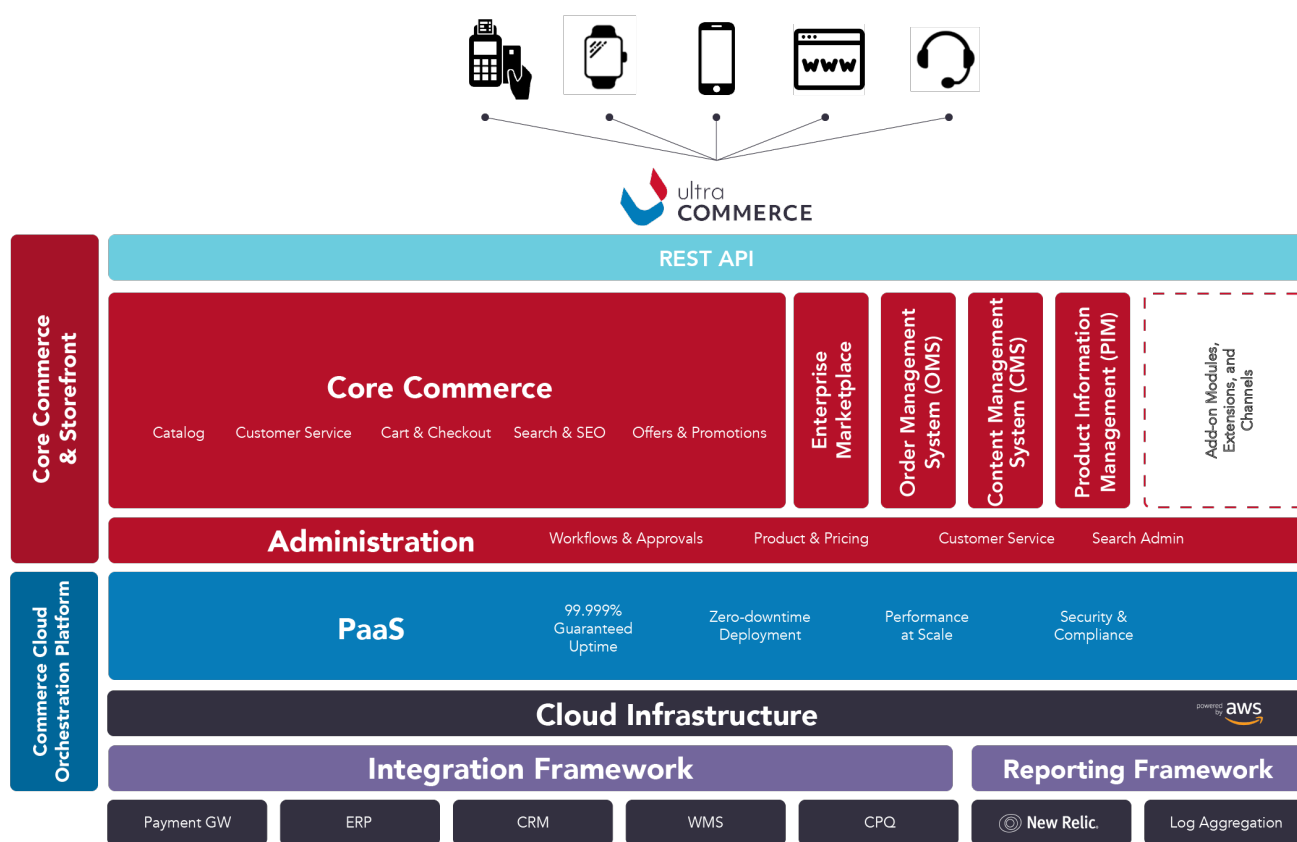 www
ultra
COMMERCE
REST API
Core Commerce
& Storefront
Core Commerce
Catalog
Customer Service
Cart & Checkout
Search & SEO
Offers & Promotions
Enterprise
Marketplace
Order Management
System (OMS)
Content Management
System (CMS)
Product Information
Management (PIM)
Add-on Modules,
Extensions, and
Channels
Administration
Workflows & Approvals
Product & Pricing
Customer Service
Search Admin
Commerce Cloud
Orchestration Platform
PaaS
99.999%
Guaranteed
Uptime
Zero-downtime
Deployment
Performance
at Scale
Security &
Compliance
Cloud Infrastructure
powered
by
aws
Integration Framework
Reporting Framework
Payment GW
ERP
CRM
WMS
CPQ
New Relic.
Log Aggregation